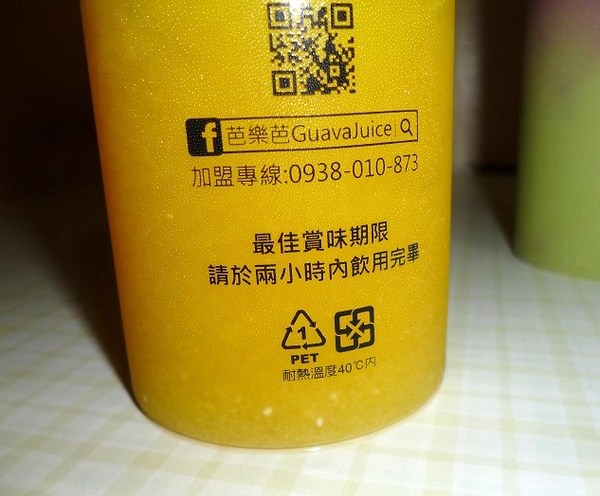 f 芭樂芭GuavaJuice
加盟專線:0938-010-873
最佳賞味期限
請於兩小時內飲用完畢
1
PET
耐熱溫度40℃內